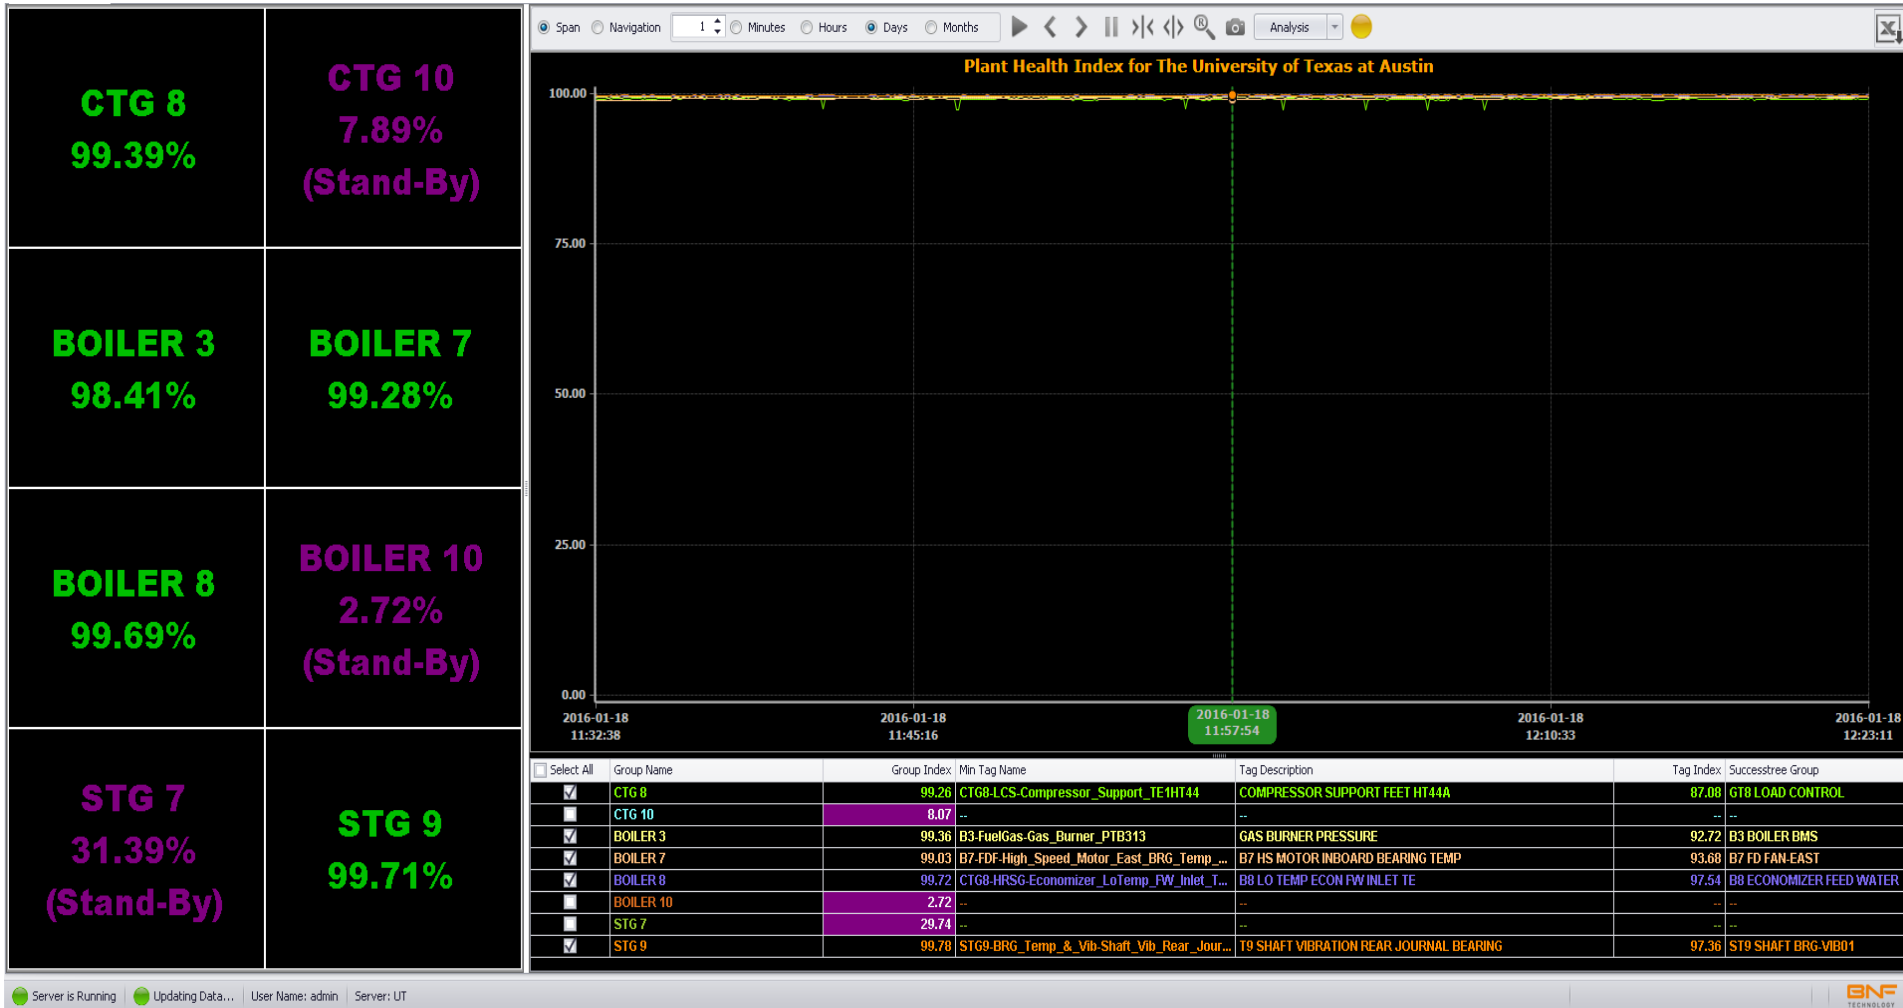 CTG 8
99.39%
CTG 10
7.89%
(Stand-By)
BOILER 3
98.41%
BOILER 7
99.28%
BOILER 8
99.69%
BOILER 10
2.72%
(Stand-By)
STG 7
31.39%
(Stand-By)
STG 9
99.71%
Span Navigation 1 Minutes Hours Days Months Analysis
Plant Health Index for The University of Texas at Austin
100.00
75.00
50.00
25.00
0.00
2016-01-18
11:32:38
2016-01-18
11:45:16
2016-01-18
11:57:54
2016-01-18
12:10:33
2016-01-18
12:23:11
Select All Group Name Group Index Min Tag Name Tag Description Tag Index Successtree Group
CTG 8 99.26 CTG8-LCS-Compressor_Support_TE1HT44 COMPRESSOR SUPPORT FEET HT44A 87.08 GT8 LOAD CONTROL
CTG 10 8.07 -- -- -- --
BOILER 3 99.36 B3-FuelGas-Gas_Burner_PTB313 GAS BURNER PRESSURE 92.72 B3 BOILER BMS
BOILER 7 99.03 B7-FDF-High_Speed_Motor_East_BRG_Temp_... B7 HS MOTOR INBOARD BEARING TEMP 93.68 B7 FD FAN-EAST
BOILER 8 99.72 CTG8-HRSG-Economizer_LoTemp_FW_Inlet_T... B8 LO TEMP ECON FW INLET TE 97.54 B8 ECONOMIZER FEED WATER
BOILER 10 2.72 -- -- -- --
STG 7 29.74 -- -- -- --
STG 9 99.78 STG9-BRG_Temp_&_Vib-Shaft_Vib_Rear_Jour... T9 SHAFT VIBRATION REAR JOURNAL BEARING 97.36 ST9 SHAFT BRG-VIB01
Server is Running Updating Data... User Name: admin Server: UT
BNF
TECHNOLOGY